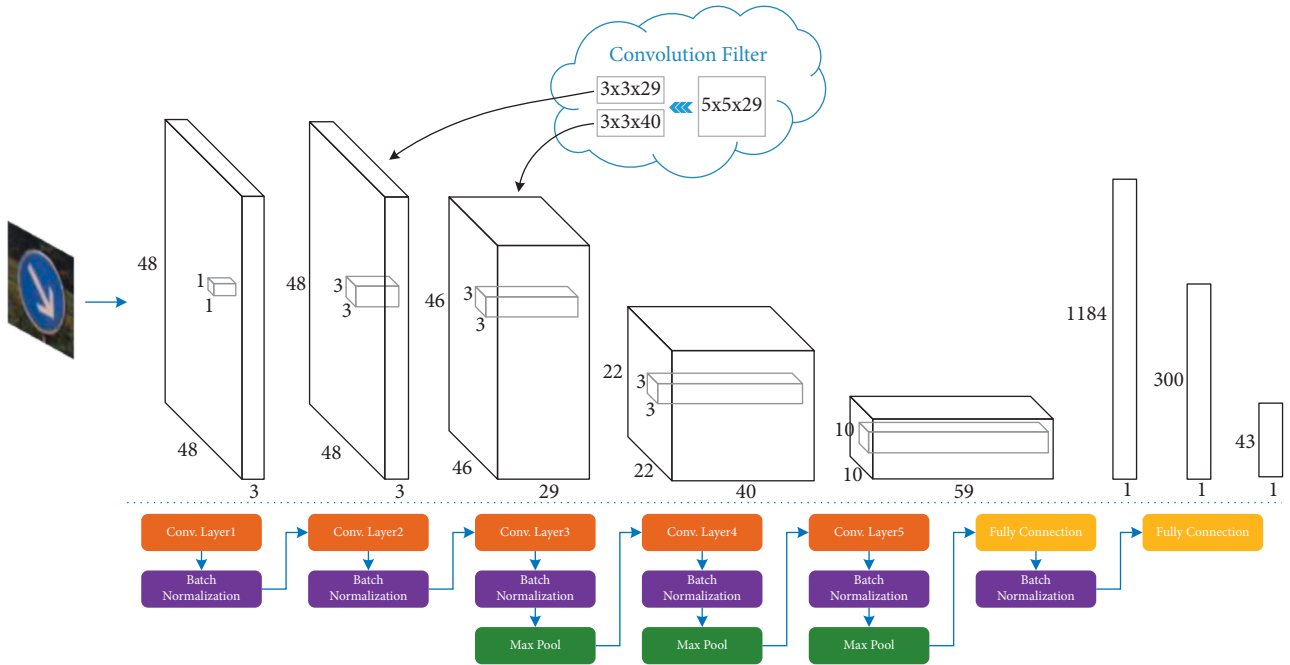 Convolution Filter
3x3x29
5x5x29
3x3x40
48
1
1
48
3
48
3
3
48
3
46
3
3
46
29
22
3
3
22
40
10
10
59
1184
1
300
1
43
1
Conv. Layer1
Conv. Layer2
Conv. Layer3
Conv. Layer4
Conv. Layer5
Fully Connection
Fully Connection
Batch
Normalization
Batch
Normalization
Batch
Normalization
Batch
Normalization
Batch
Normalization
Batch
Normalization
Max Pool
Max Pool
Max Pool